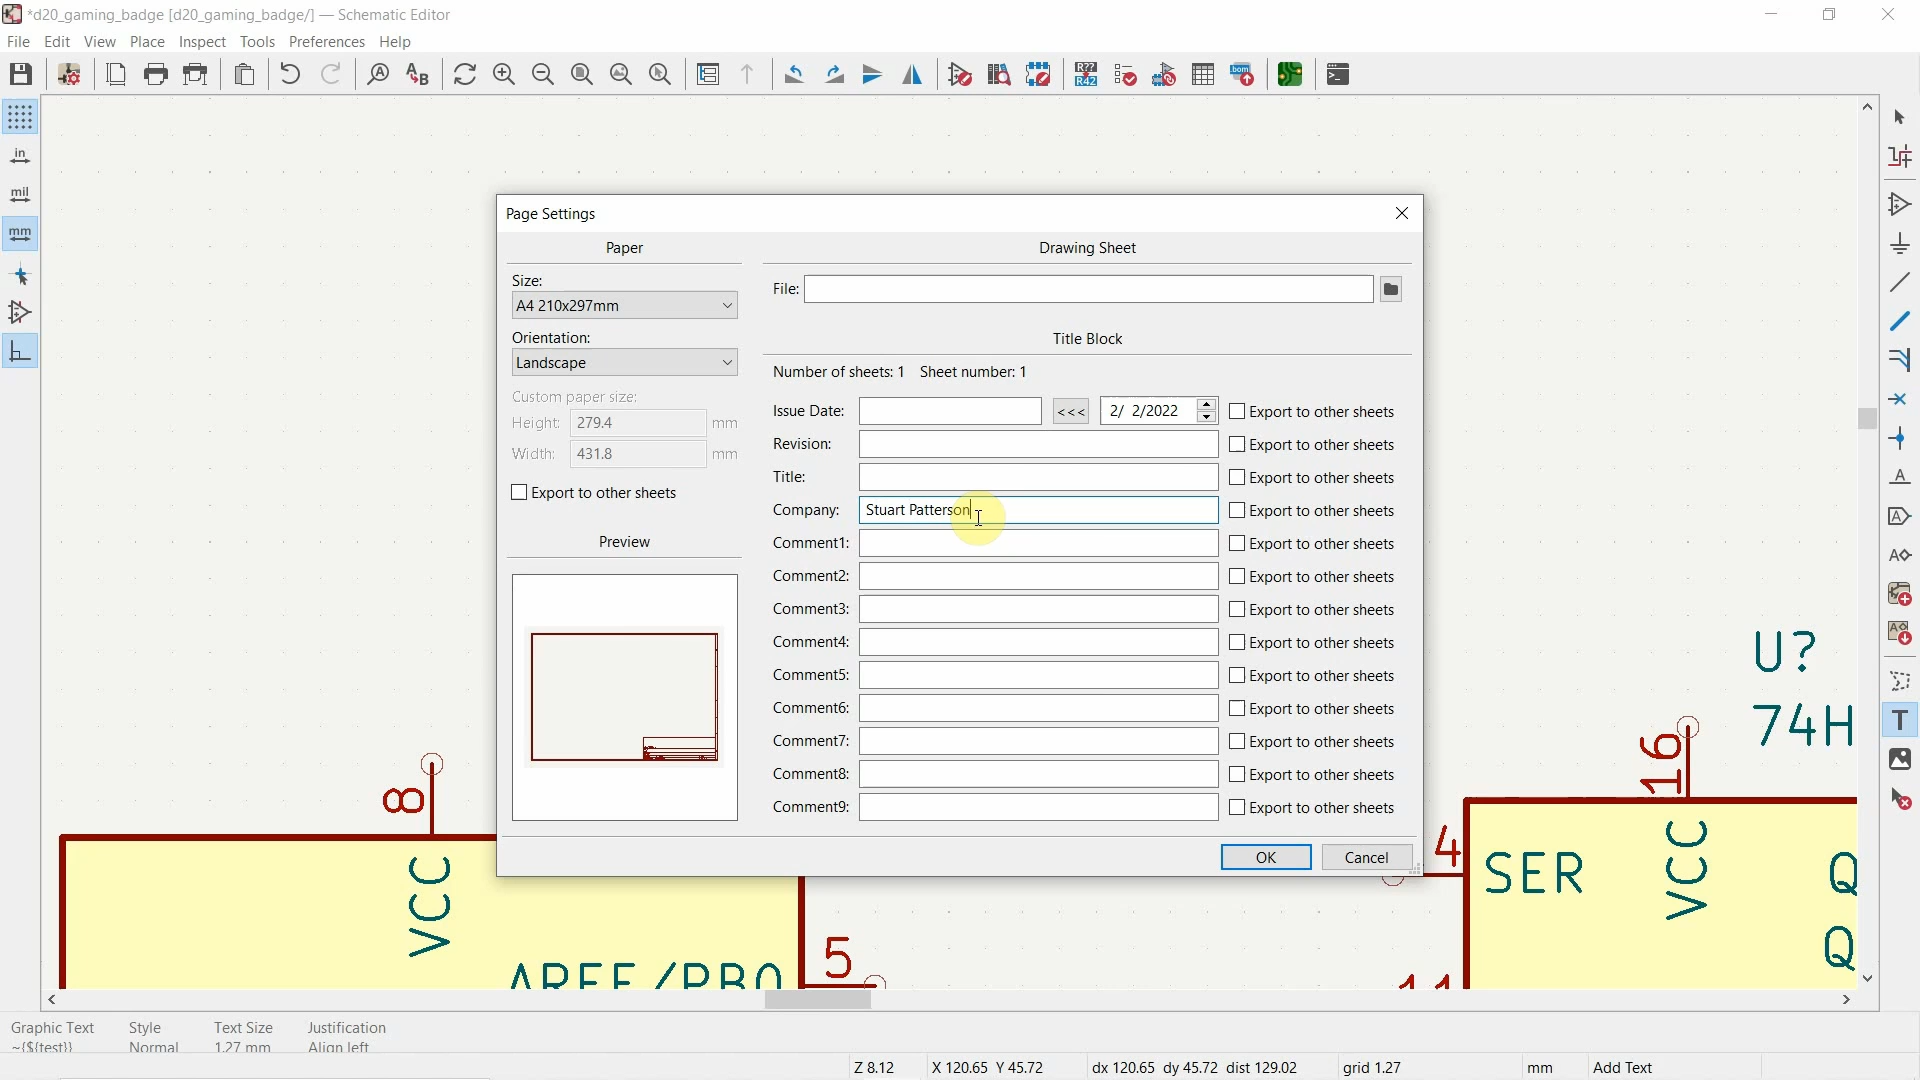 *d20_gaming_badge [d20_gaming_badge/] — Schematic Editor
File Edit View Place Inspect Tools Preferences Help
in
mil
mm
Page Settings
Paper
Size:
A4 210x297mm
Orientation:
Landscape
Custom paper size:
Height: 279.4 mm
Width: 431.8 mm
Export to other sheets
Preview
Drawing Sheet
File:
Title Block
Number of sheets: 1 Sheet number: 1
Issue Date: <<< 2/ 2/2022 Export to other sheets
Revision: Export to other sheets
Title: Export to other sheets
Company: Stuart Patterson Export to other sheets
Comment1: Export to other sheets
Comment2: Export to other sheets
Comment3: Export to other sheets
Comment4: Export to other sheets
Comment5: Export to other sheets
Comment6: Export to other sheets
Comment7: Export to other sheets
Comment8: Export to other sheets
Comment9: Export to other sheets
OK Cancel
U?
74H
16
8
VCC
4
SER
VCC
Q
5
AREF/PB0
Q
11
Graphic Text Style Text Size Justification
~{${test}} Normal 1.27 mm Align left
Z 8.12 X 120.65 Y 45.72 dx 120.65 dy 45.72 dist 129.02 grid 1.27 mm Add Text